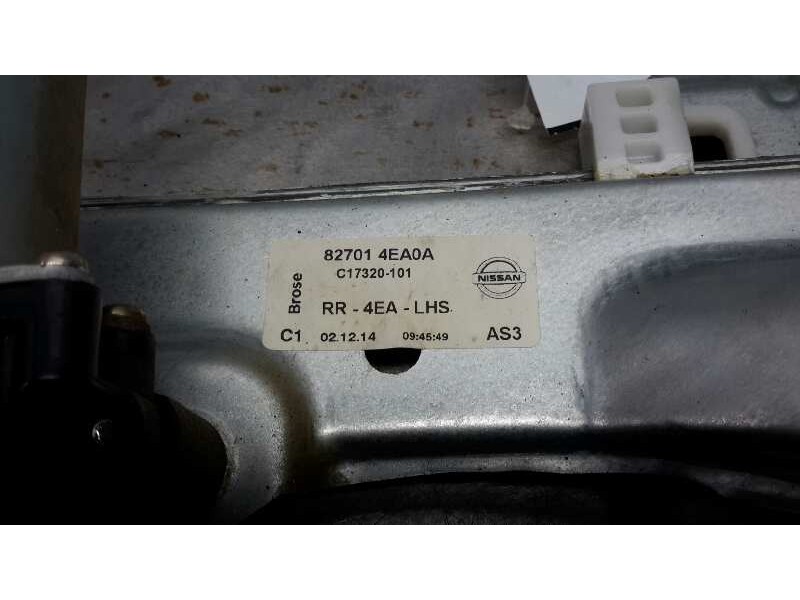 82701 4EA0A
C17320-101
Brose
NISSAN
RR - 4EA - LHS
C1 02.12.14 09:45:49 AS3